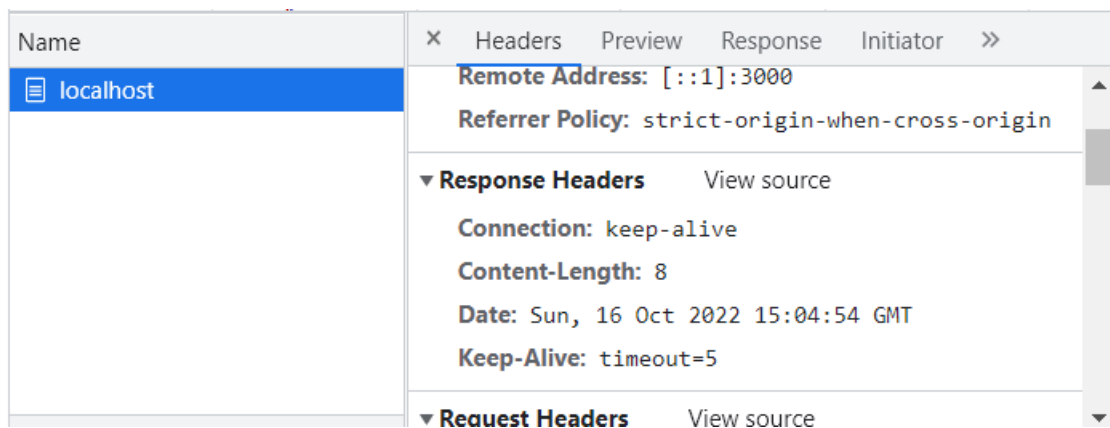 Name
localhost
× Headers Preview Response Initiator »
Remote Address: [::1]:3000
Referrer Policy: strict-origin-when-cross-origin
▼ Response Headers View source
Connection: keep-alive
Content-Length: 8
Date: Sun, 16 Oct 2022 15:04:54 GMT
Keep-Alive: timeout=5
▼ Request Headers View source